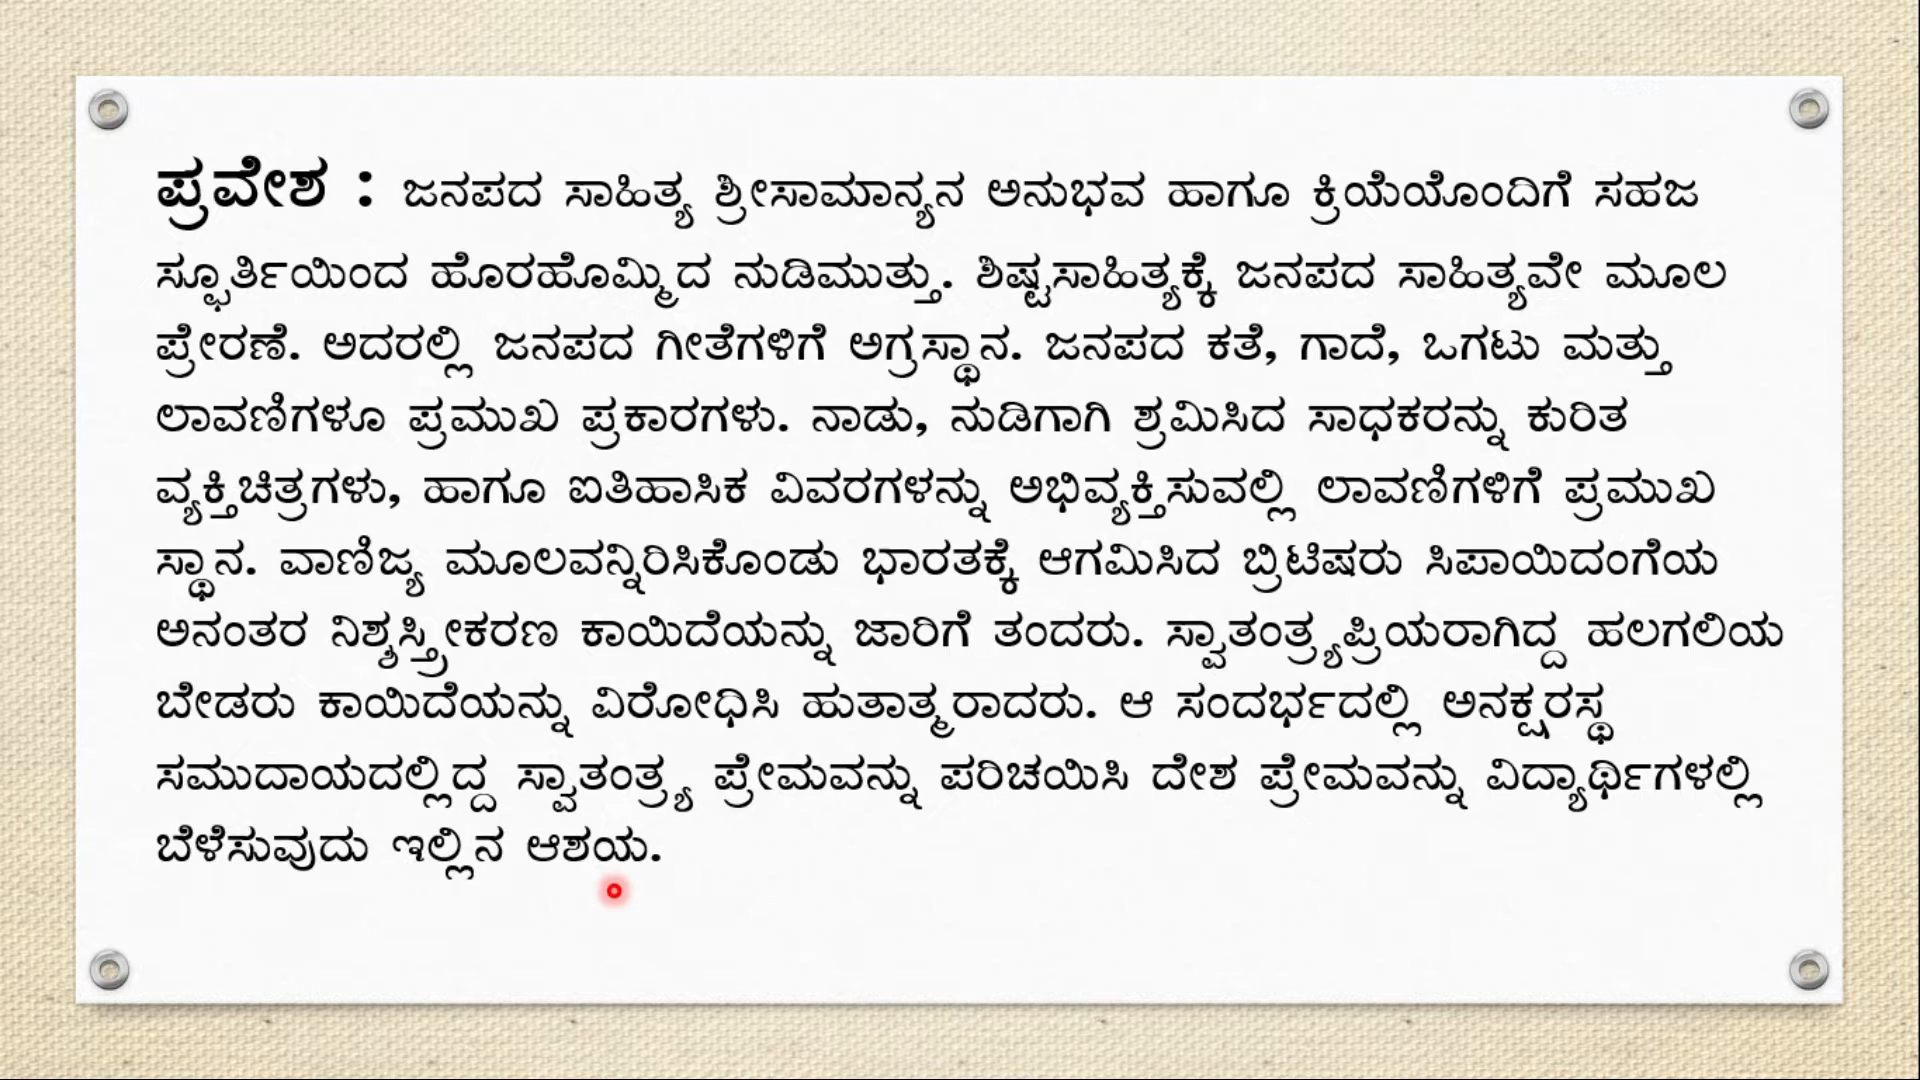 ಪ್ರವೇಶ : ಜನಪದ ಸಾಹಿತ್ಯ ಶ್ರೀಸಾಮಾನ್ಯನ ಅನುಭವ ಹಾಗೂ ಕ್ರಿಯೆಯೊಂದಿಗೆ ಸಹಜ
ಸ್ಫೂರ್ತಿಯಿಂದ ಹೊರಹೊಮ್ಮಿದ ನುಡಿಮುತ್ತು. ಶಿಷ್ಟಸಾಹಿತ್ಯಕ್ಕೆ ಜನಪದ ಸಾಹಿತ್ಯವೇ ಮೂಲ
ಪ್ರೇರಣೆ. ಅದರಲ್ಲಿ ಜನಪದ ಗೀತೆಗಳಿಗೆ ಅಗ್ರಸ್ಥಾನ. ಜನಪದ ಕತೆ, ಗಾದೆ, ಒಗಟು ಮತ್ತು
ಲಾವಣಿಗಳೂ ಪ್ರಮುಖ ಪ್ರಕಾರಗಳು. ನಾಡು, ನುಡಿಗಾಗಿ ಶ್ರಮಿಸಿದ ಸಾಧಕರನ್ನು ಕುರಿತ
ವ್ಯಕ್ತಿಚಿತ್ರಗಳು, ಹಾಗೂ ಐತಿಹಾಸಿಕ ವಿವರಗಳನ್ನು ಅಭಿವ್ಯಕ್ತಿಸುವಲ್ಲಿ ಲಾವಣಿಗಳಿಗೆ ಪ್ರಮುಖ
ಸ್ಥಾನ. ವಾಣಿಜ್ಯ ಮೂಲವನ್ನಿರಿಸಿಕೊಂಡು ಭಾರತಕ್ಕೆ ಆಗಮಿಸಿದ ಬ್ರಿಟಿಷರು ಸಿಪಾಯಿದಂಗೆಯ
ಅನಂತರ ನಿಶ್ಶಸ್ತ್ರೀಕರಣ ಕಾಯಿದೆಯನ್ನು ಜಾರಿಗೆ ತಂದರು. ಸ್ವಾತಂತ್ರ್ಯಪ್ರಿಯರಾಗಿದ್ದ ಹಲಗಲಿಯ
ಬೇಡರು ಕಾಯಿದೆಯನ್ನು ವಿರೋಧಿಸಿ ಹುತಾತ್ಮರಾದರು. ಆ ಸಂದರ್ಭದಲ್ಲಿ ಅನಕ್ಷರಸ್ಥ
ಸಮುದಾಯದಲ್ಲಿದ್ದ ಸ್ವಾತಂತ್ರ್ಯ ಪ್ರೇಮವನ್ನು ಪರಿಚಯಿಸಿ ದೇಶ ಪ್ರೇಮವನ್ನು ವಿದ್ಯಾರ್ಥಿಗಳಲ್ಲಿ
ಬೆಳೆಸುವುದು ಇಲ್ಲಿನ ಆಶಯ.